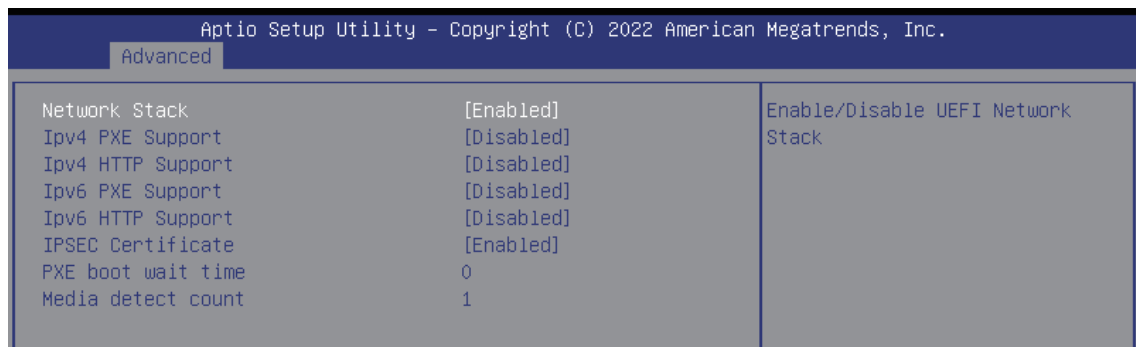 Aptio Setup Utility – Copyright (C) 2022 American Megatrends, Inc.
Advanced
Network Stack [Enabled] Enable/Disable UEFI Network
Ipv4 PXE Support [Disabled] Stack
Ipv4 HTTP Support [Disabled]
Ipv6 PXE Support [Disabled]
Ipv6 HTTP Support [Disabled]
IPSEC Certificate [Enabled]
PXE boot wait time 0
Media detect count 1